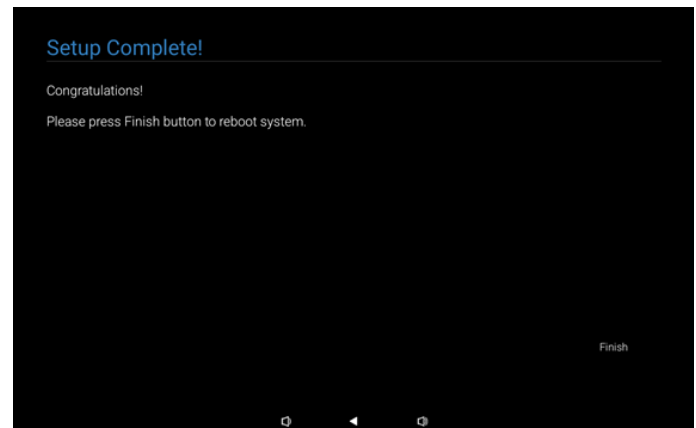 Setup Complete!
Congratulations!
Please press Finish button to reboot system.
Finish